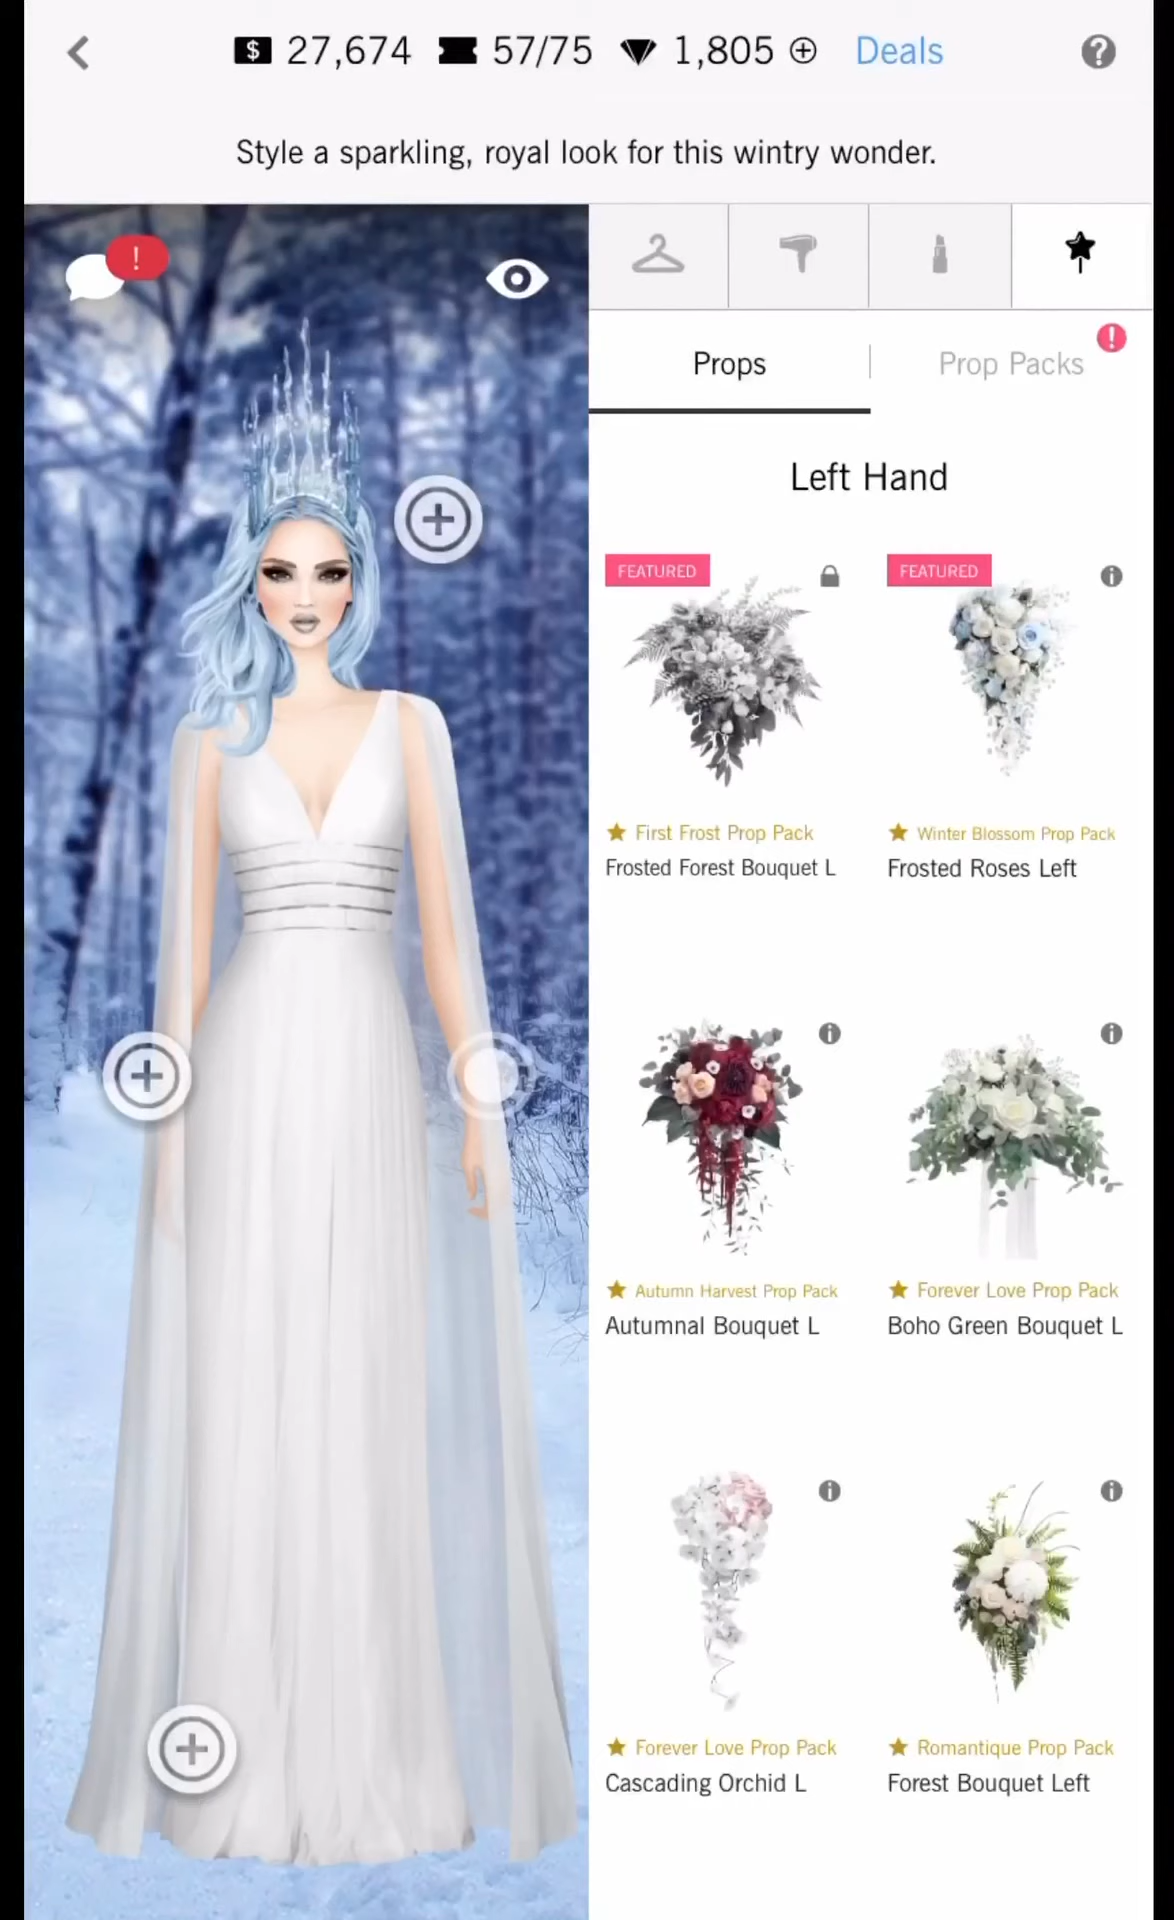 $ 27,674 57/75 1,805 Deals ?
Style a sparkling, royal look for this wintry wonder.
!
Props Prop Packs !
Left Hand
FEATURED
FEATURED
First Frost Prop Pack
Frosted Forest Bouquet L
Winter Blossom Prop Pack
Frosted Roses Left
Autumn Harvest Prop Pack
Autumnal Bouquet L
Forever Love Prop Pack
Boho Green Bouquet L
Forever Love Prop Pack
Cascading Orchid L
Romantique Prop Pack
Forest Bouquet Left